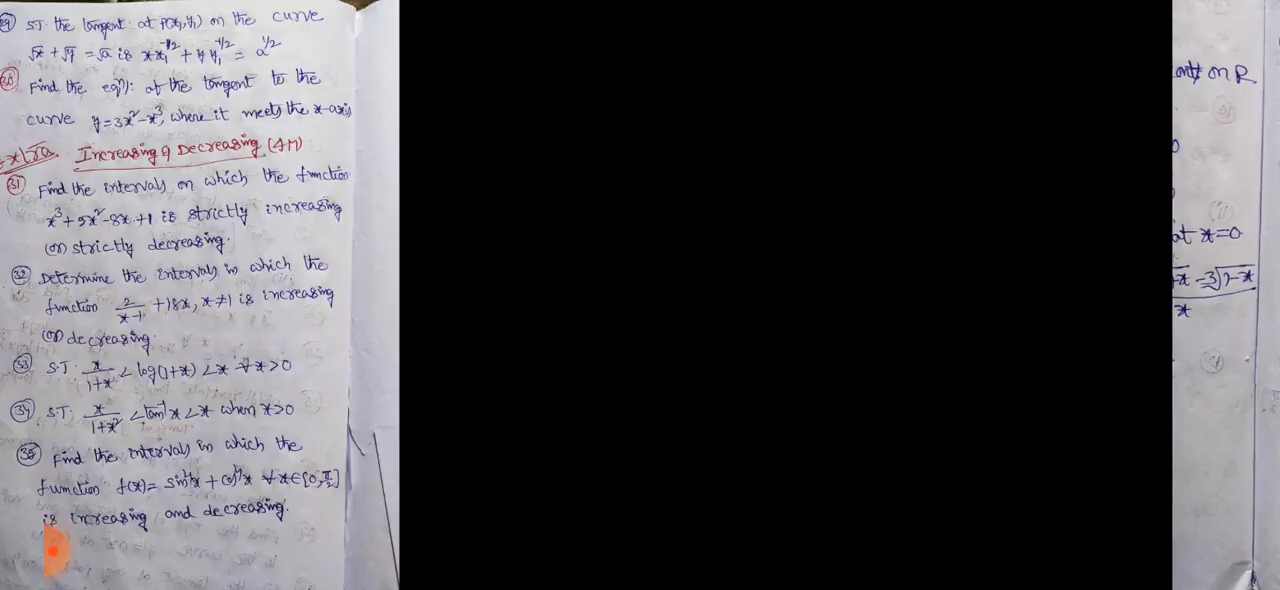 29 S.T. the tangent at P(x₁,y₁) on the curve
√x + √y = √a is x x₁^(-1/2) + y y₁^(-1/2) = a^(1/2)
30 Find the eqn: of the tangent to the
curve y = 3x² - x³, where it meets the x-axis
Increasing & Decreasing (4M)
31 Find the intervals on which the function
x³ + 5x² - 8x + 1 is strictly increasing
(or) strictly decreasing.
32 Determine the intervals in which the
function 2/(x-1) + 18x, x ≠ 1 is increasing
(or) decreasing.
33 S.T. x/(1+x) < log(1+x) < x ∀ x > 0
34 S.T. x/(1+x²) < tan⁻¹x < x when x > 0
35 Find the intervals in which the
function f(x) = sin⁴x + cos⁴x ∀ x ∈ [0, π/2]
is increasing and decreasing.
on R
at x = 0
x - 3√1-x
x